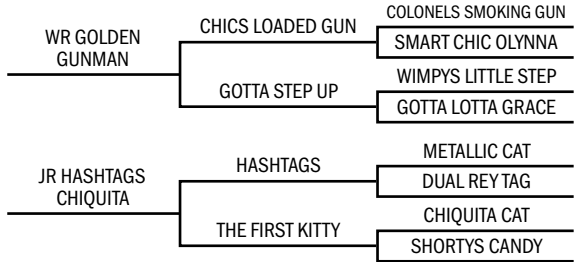 COLONELS SMOKING GUN
CHICS LOADED GUN
WR GOLDEN
GUNMAN
SMART CHIC OLYNNA
WIMPYS LITTLE STEP
GOTTA STEP UP
GOTTA LOTTA GRACE
METALLIC CAT
HASHTAGS
JR HASHTAGS
CHIQUITA
DUAL REY TAG
CHIQUITA CAT
THE FIRST KITTY
SHORTYS CANDY